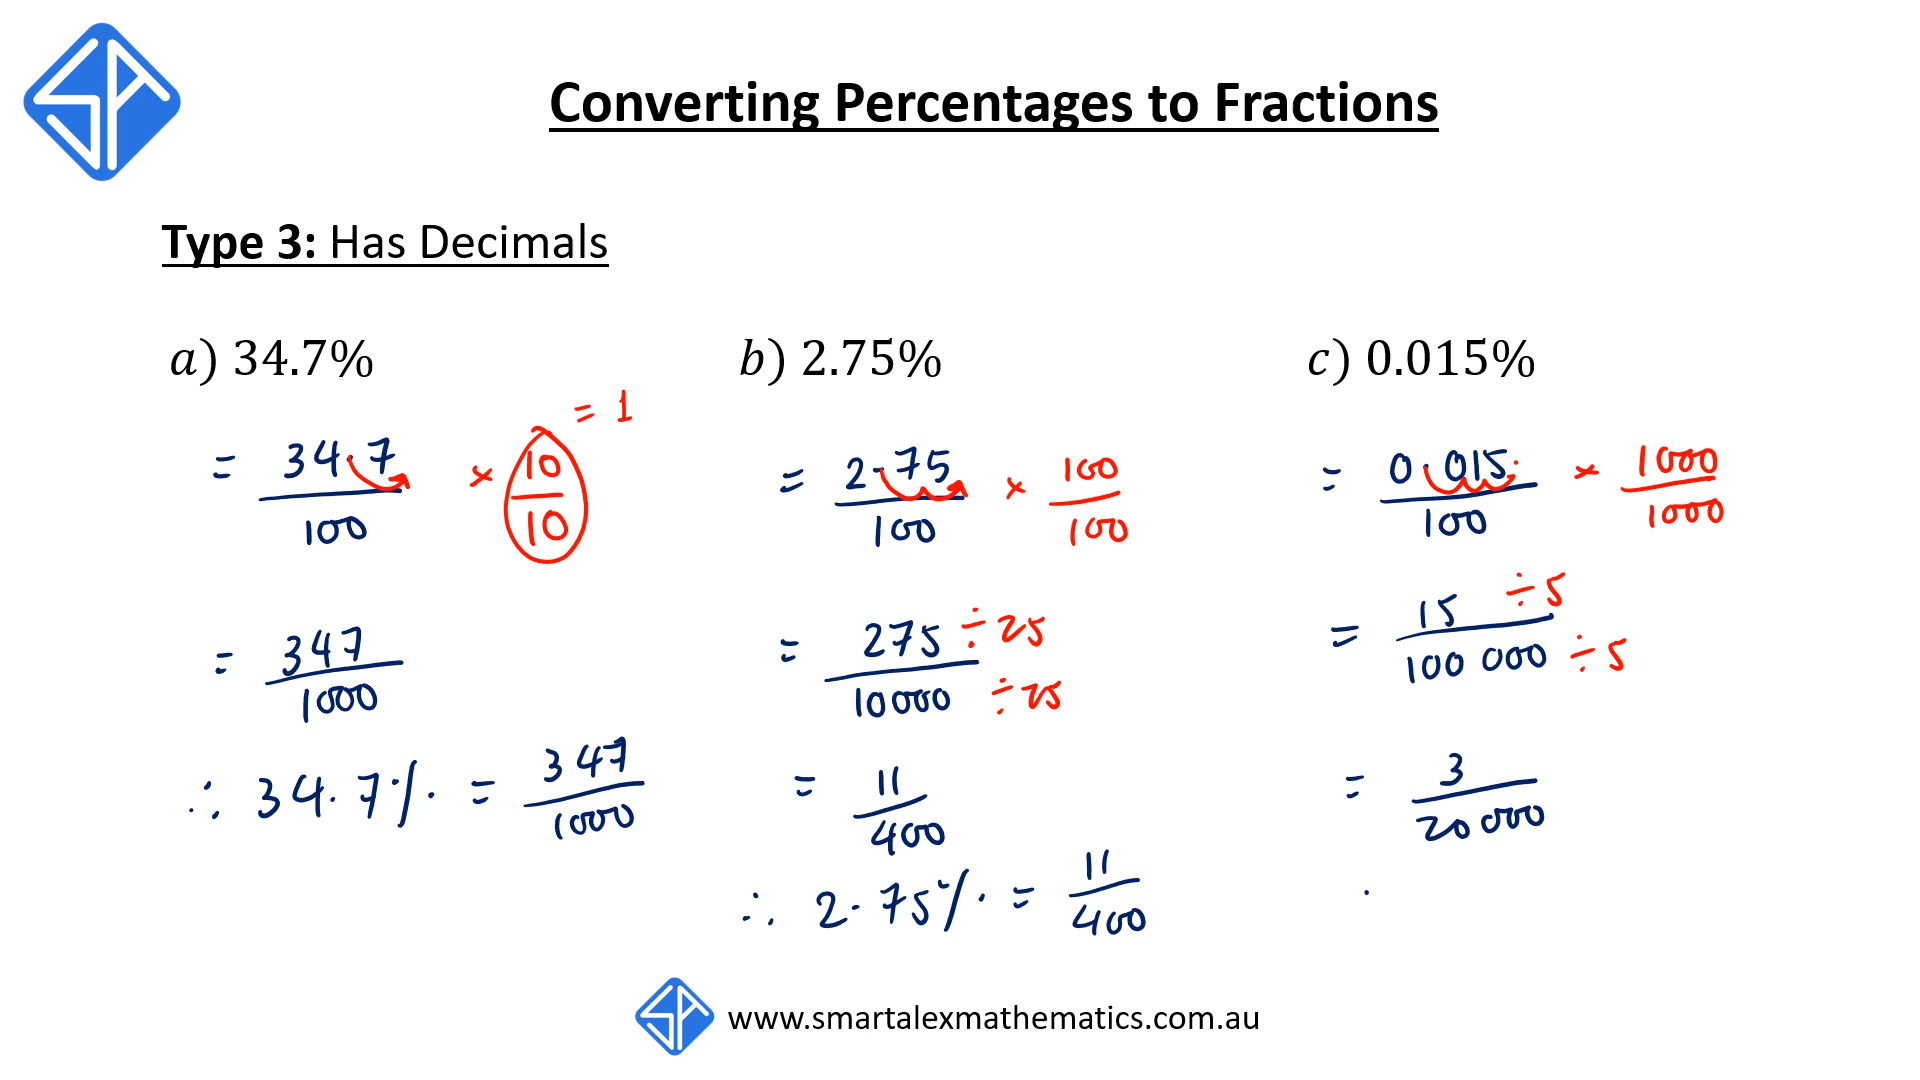 Converting Percentages to Fractions
Type 3: Has Decimals
a) 34.7%
= 34.7/100 × 10/10 = 1
= 347/1000
∴ 34.7% = 347/1000
b) 2.75%
= 2.75/100 × 100/100
= 275 ÷25/10000 ÷25
= 11/400
∴ 2.75% = 11/400
c) 0.015%
= 0.015/100 × 1000/1000
= 15 ÷5/100 000 ÷5
= 3/20 000
www.smartalexmathematics.com.au